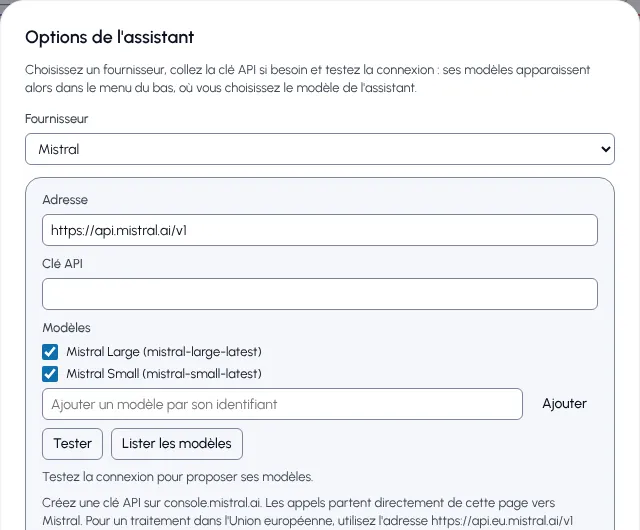 Options de l'assistant
Choisissez un fournisseur, collez la clé API si besoin et testez la connexion : ses modèles apparaissent
alors dans le menu du bas, où vous choisissez le modèle de l'assistant.
Fournisseur
Mistral
Adresse
https://api.mistral.ai/v1
Clé API
Modèles
Mistral Large (mistral-large-latest)
Mistral Small (mistral-small-latest)
Ajouter un modèle par son identifiant
Ajouter
Tester
Lister les modèles
Testez la connexion pour proposer ses modèles.
Créez une clé API sur console.mistral.ai. Les appels partent directement de cette page vers
Mistral. Pour un traitement dans l'Union européenne, utilisez l'adresse https://api.eu.mistral.ai/v1